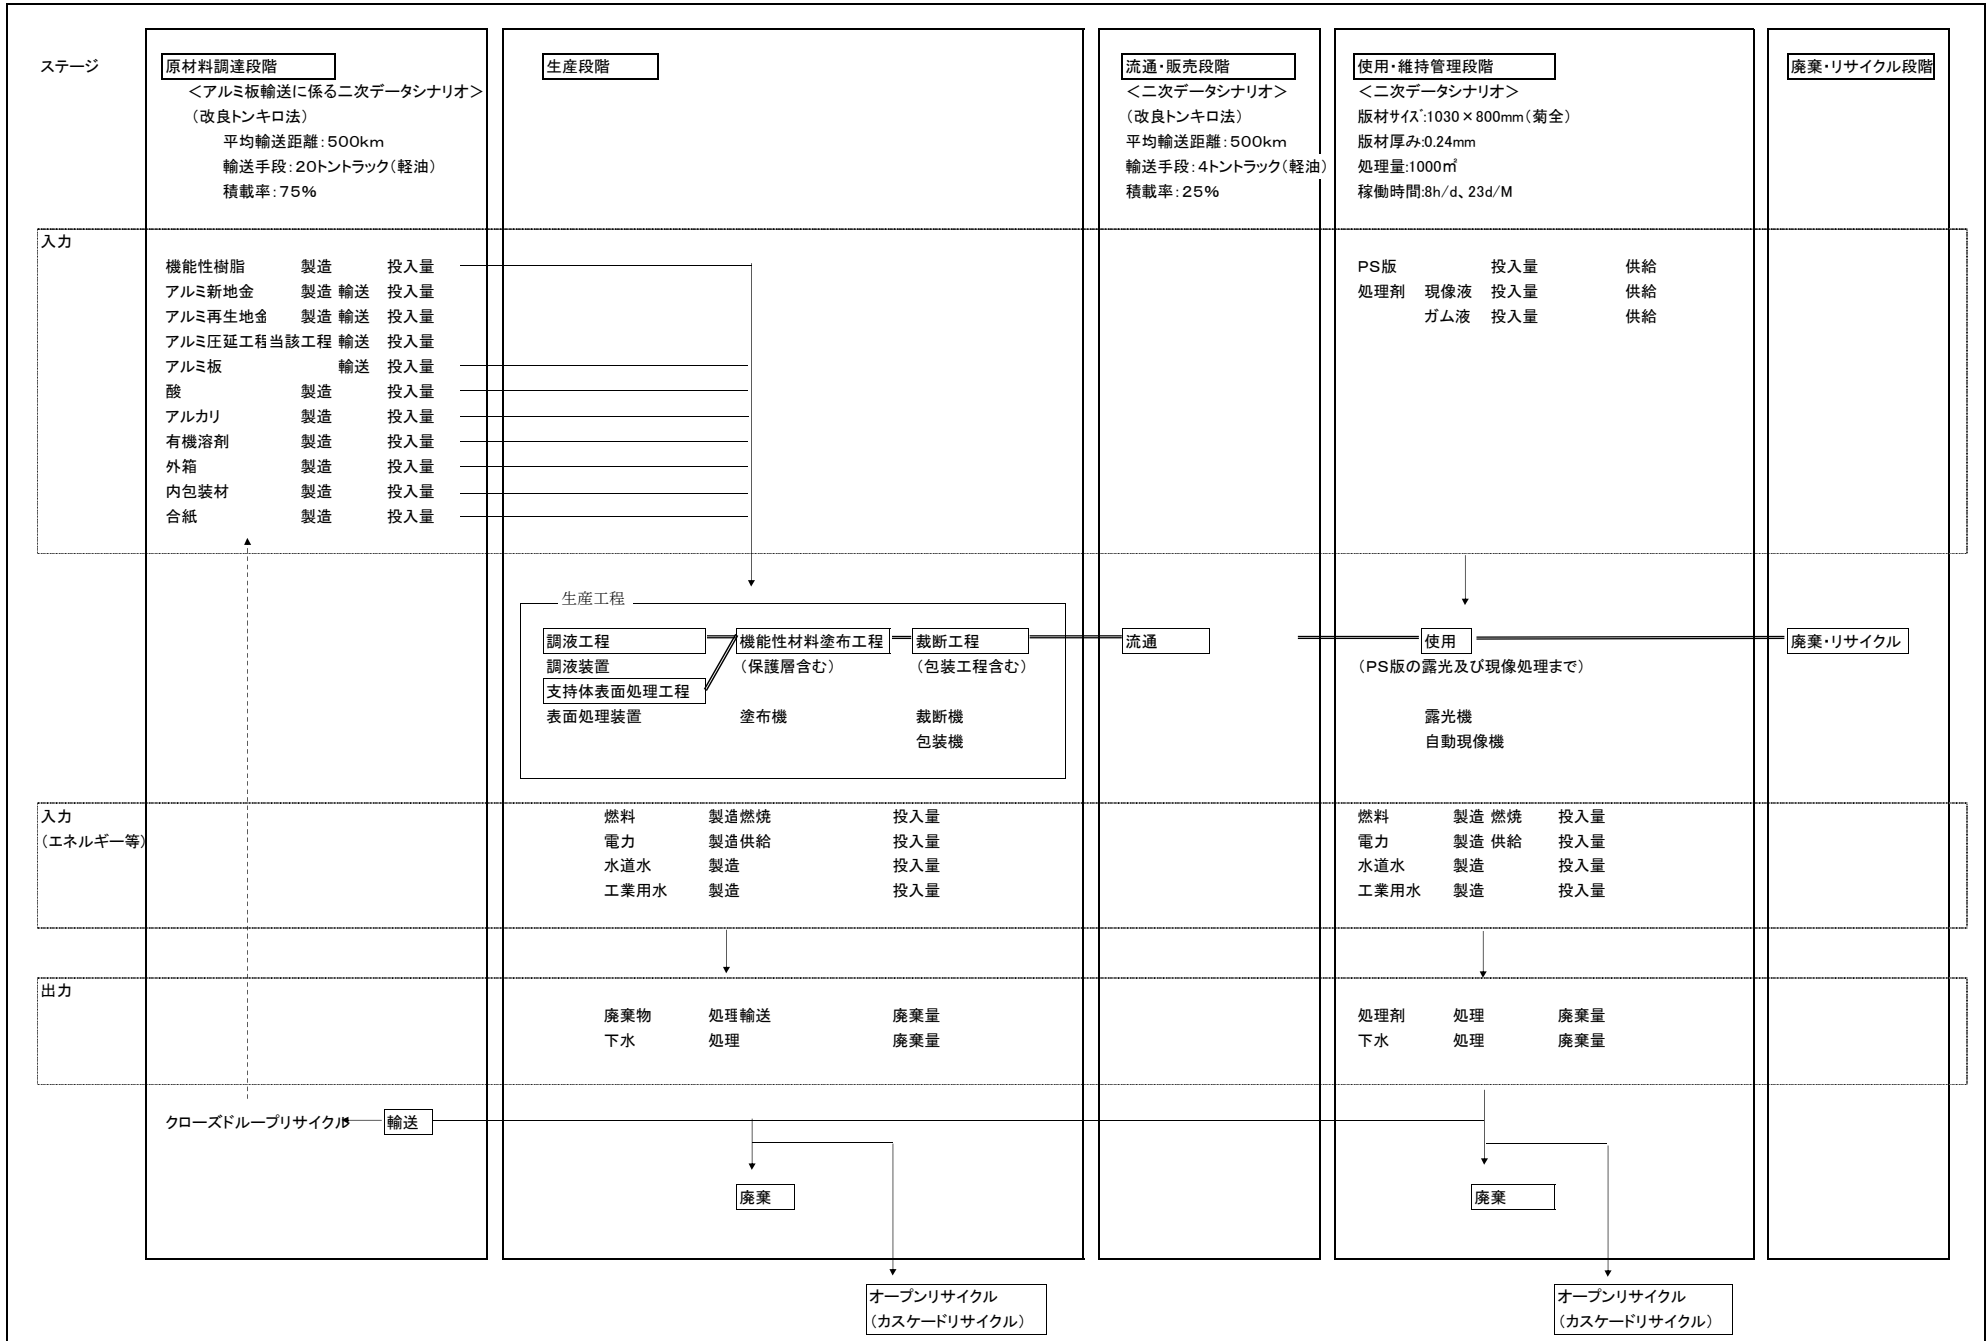 ステージ
原材料調達段階
＜アルミ板輸送に係る二次データシナリオ＞
（改良トンキロ法）
平均輸送距離：500km
輸送手段：20トントラック（軽油）
積載率：75%
生産段階
流通・販売段階
＜二次データシナリオ＞
（改良トンキロ法）
平均輸送距離：500km
輸送手段：4トントラック（軽油）
積載率：25%
使用・維持管理段階
＜二次データシナリオ＞
版材サイズ:1030×800mm（菊全）
版材厚み:0.24mm
処理量:1000㎡
稼働時間:8h/d、23d/M
廃棄・リサイクル段階
入力
機能性樹脂 製造 投入量
アルミ新地金 製造 輸送 投入量
アルミ再生地金 製造 輸送 投入量
アルミ圧延工程当該工程 輸送 投入量
アルミ板 輸送 投入量
酸 製造 投入量
アルカリ 製造 投入量
有機溶剤 製造 投入量
外箱 製造 投入量
内包装材 製造 投入量
合紙 製造 投入量
PS版 投入量 供給
処理剤 現像液 投入量 供給
ガム液 投入量 供給
生産工程
調液工程
調液装置
支持体表面処理工程
表面処理装置
機能性材料塗布工程
（保護層含む）
塗布機
裁断工程
（包装工程含む）
裁断機
包装機
流通
使用
（PS版の露光及び現像処理まで）
露光機
自動現像機
廃棄・リサイクル
入力
（エネルギー等）
燃料 製造燃焼 投入量
電力 製造供給 投入量
水道水 製造 投入量
工業用水 製造 投入量
燃料 製造 燃焼 投入量
電力 製造 供給 投入量
水道水 製造 投入量
工業用水 製造 投入量
出力
廃棄物 処理輸送 廃棄量
下水 処理 廃棄量
処理剤 処理 廃棄量
下水 処理 廃棄量
クローズドループリサイクル
輸送
廃棄
廃棄
オープンリサイクル
（カスケードリサイクル）
オープンリサイクル
（カスケードリサイクル）